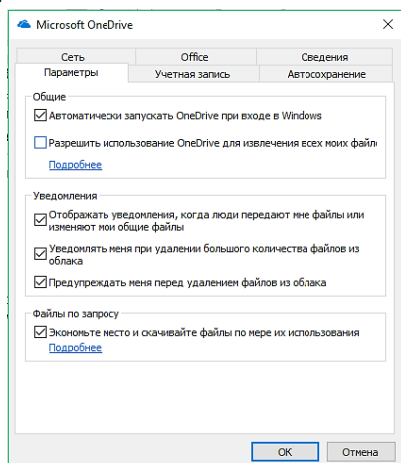 Microsoft OneDrive
Сеть
Office
Сведения
Параметры
Учетная запись
Автосохранение
Общие
Автоматически запускать OneDrive при входе в Windows
Разрешить использование OneDrive для извлечения всех моих
Подробнее
Уведомления
Отображать уведомления, когда люди передают мне файлы или
изменяют мои общие файлы
Уведомлять меня при удалении большого количества файлов из
облака
Предупреждать меня перед удалением файлов из облака
Файлы по запросу
Экономьте место и скачивайте файлы по мере их использования
Подробнее
OK
Отмена